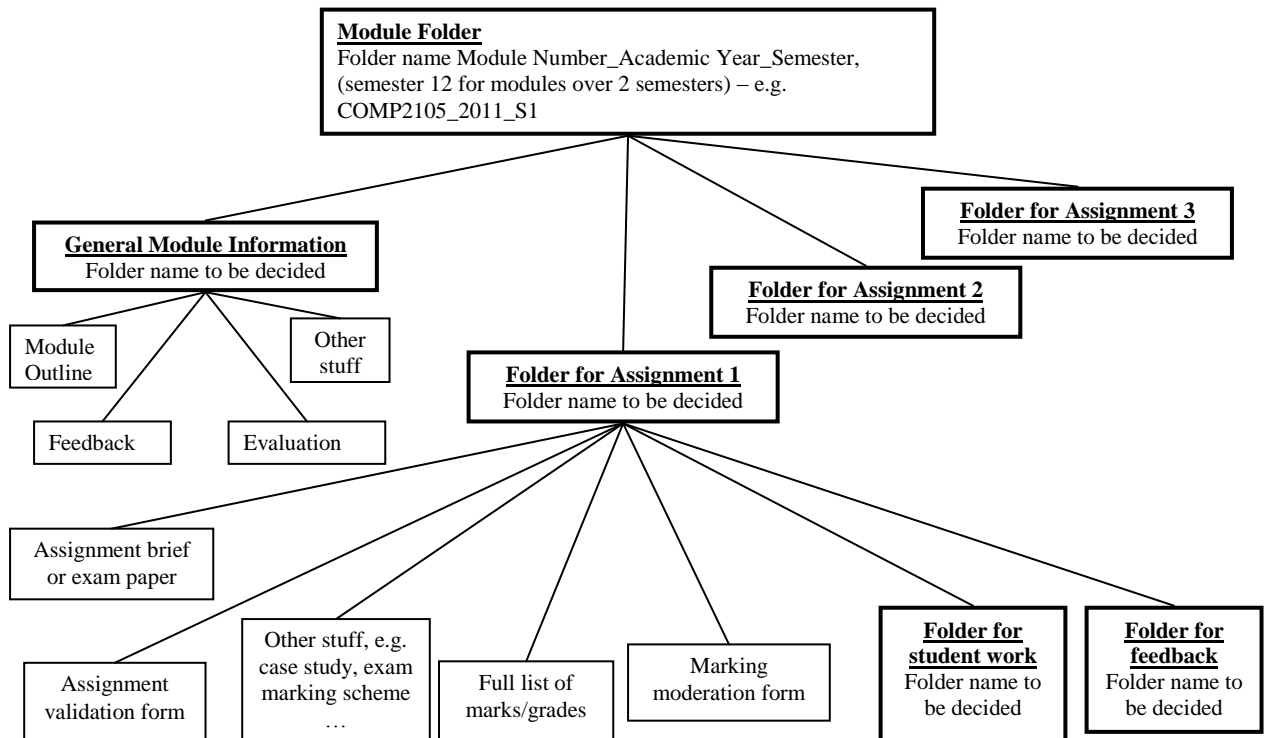 Module Folder
Folder name Module Number_Academic Year_Semester,
(semester 12 for modules over 2 semesters) – e.g.
COMP2105_2011_S1
General Module Information
Folder name to be decided
Folder for Assignment 3
Folder name to be decided
Folder for Assignment 2
Folder name to be decided
Module
Outline
Other
stuff
Feedback
Evaluation
Folder for Assignment 1
Folder name to be decided
Assignment brief
or exam paper
Assignment
validation form
Other stuff, e.g.
case study, exam
marking scheme
…
Full list of
marks/grades
Marking
moderation form
Folder for
student work
Folder name to
be decided
Folder for
feedback
Folder name to
be decided